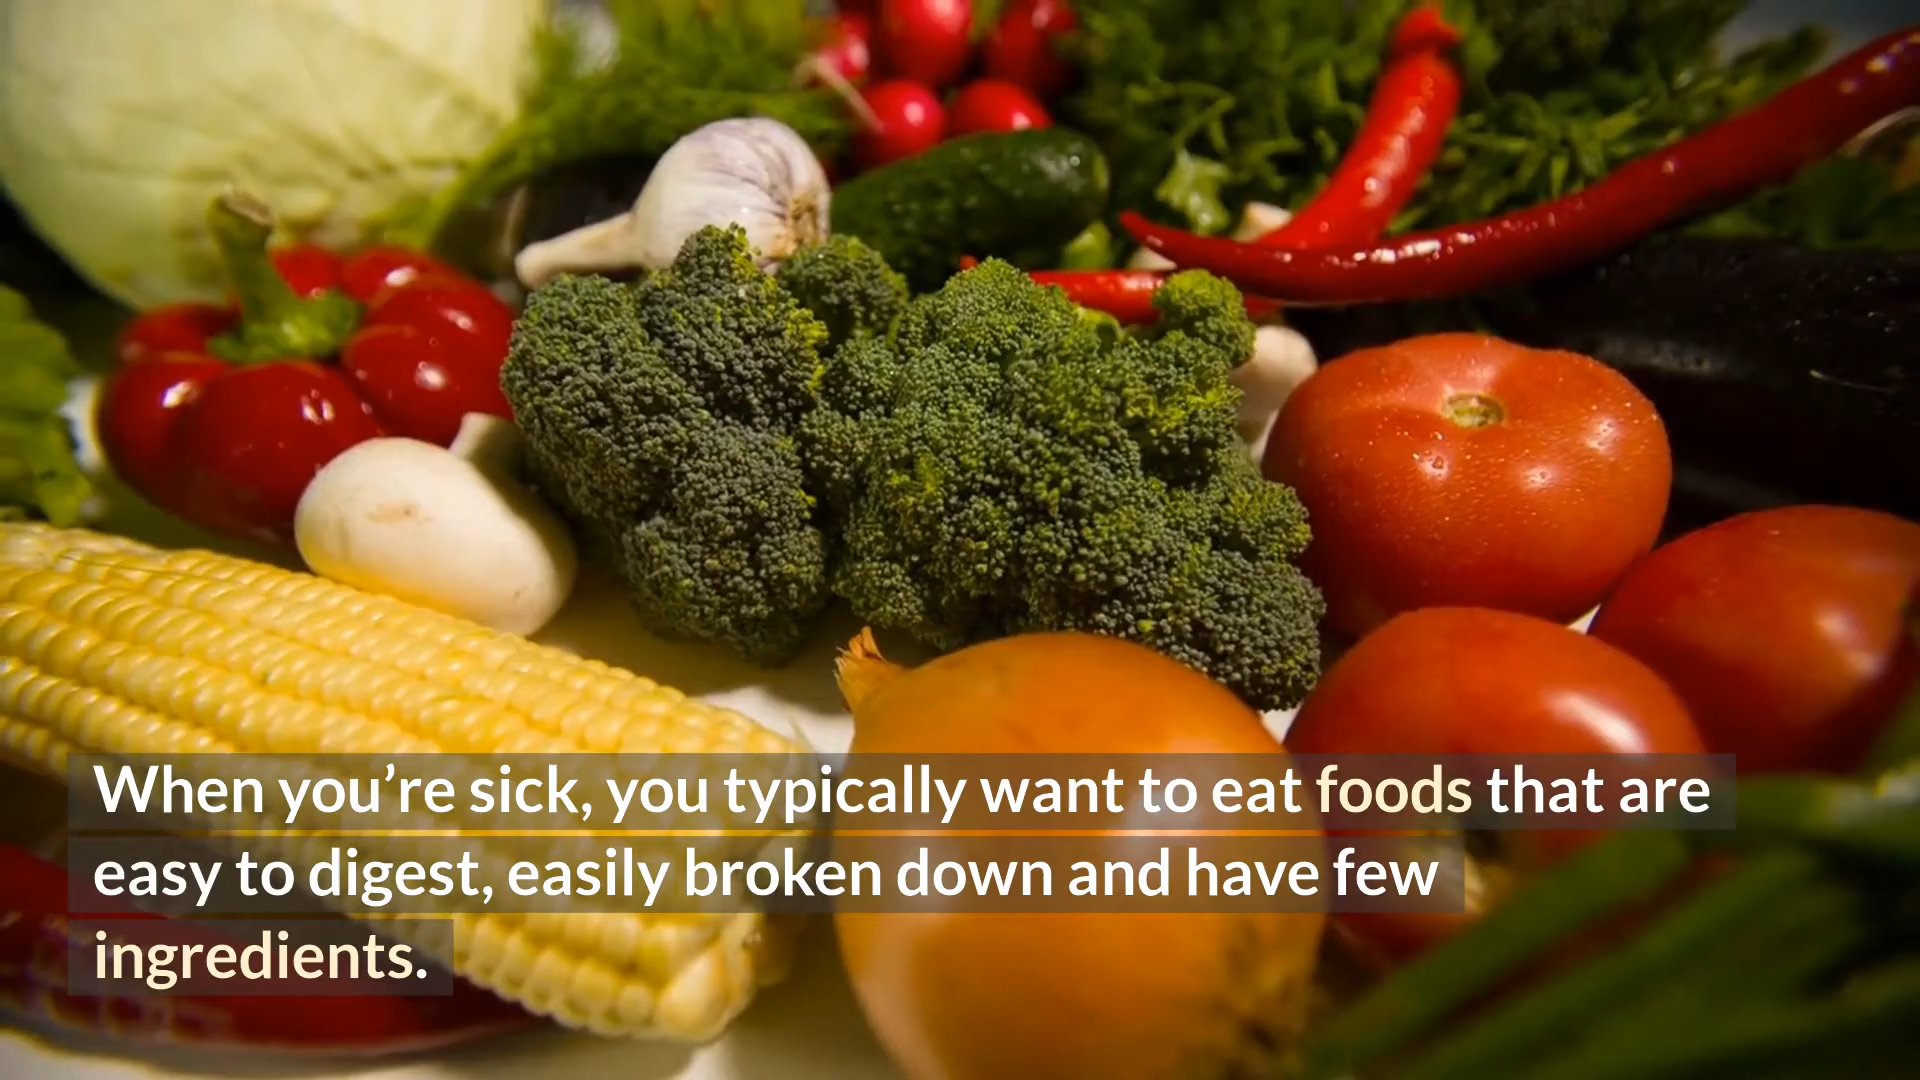 When you’re sick, you typically want to eat foods that are
easy to digest, easily broken down and have few
ingredients.